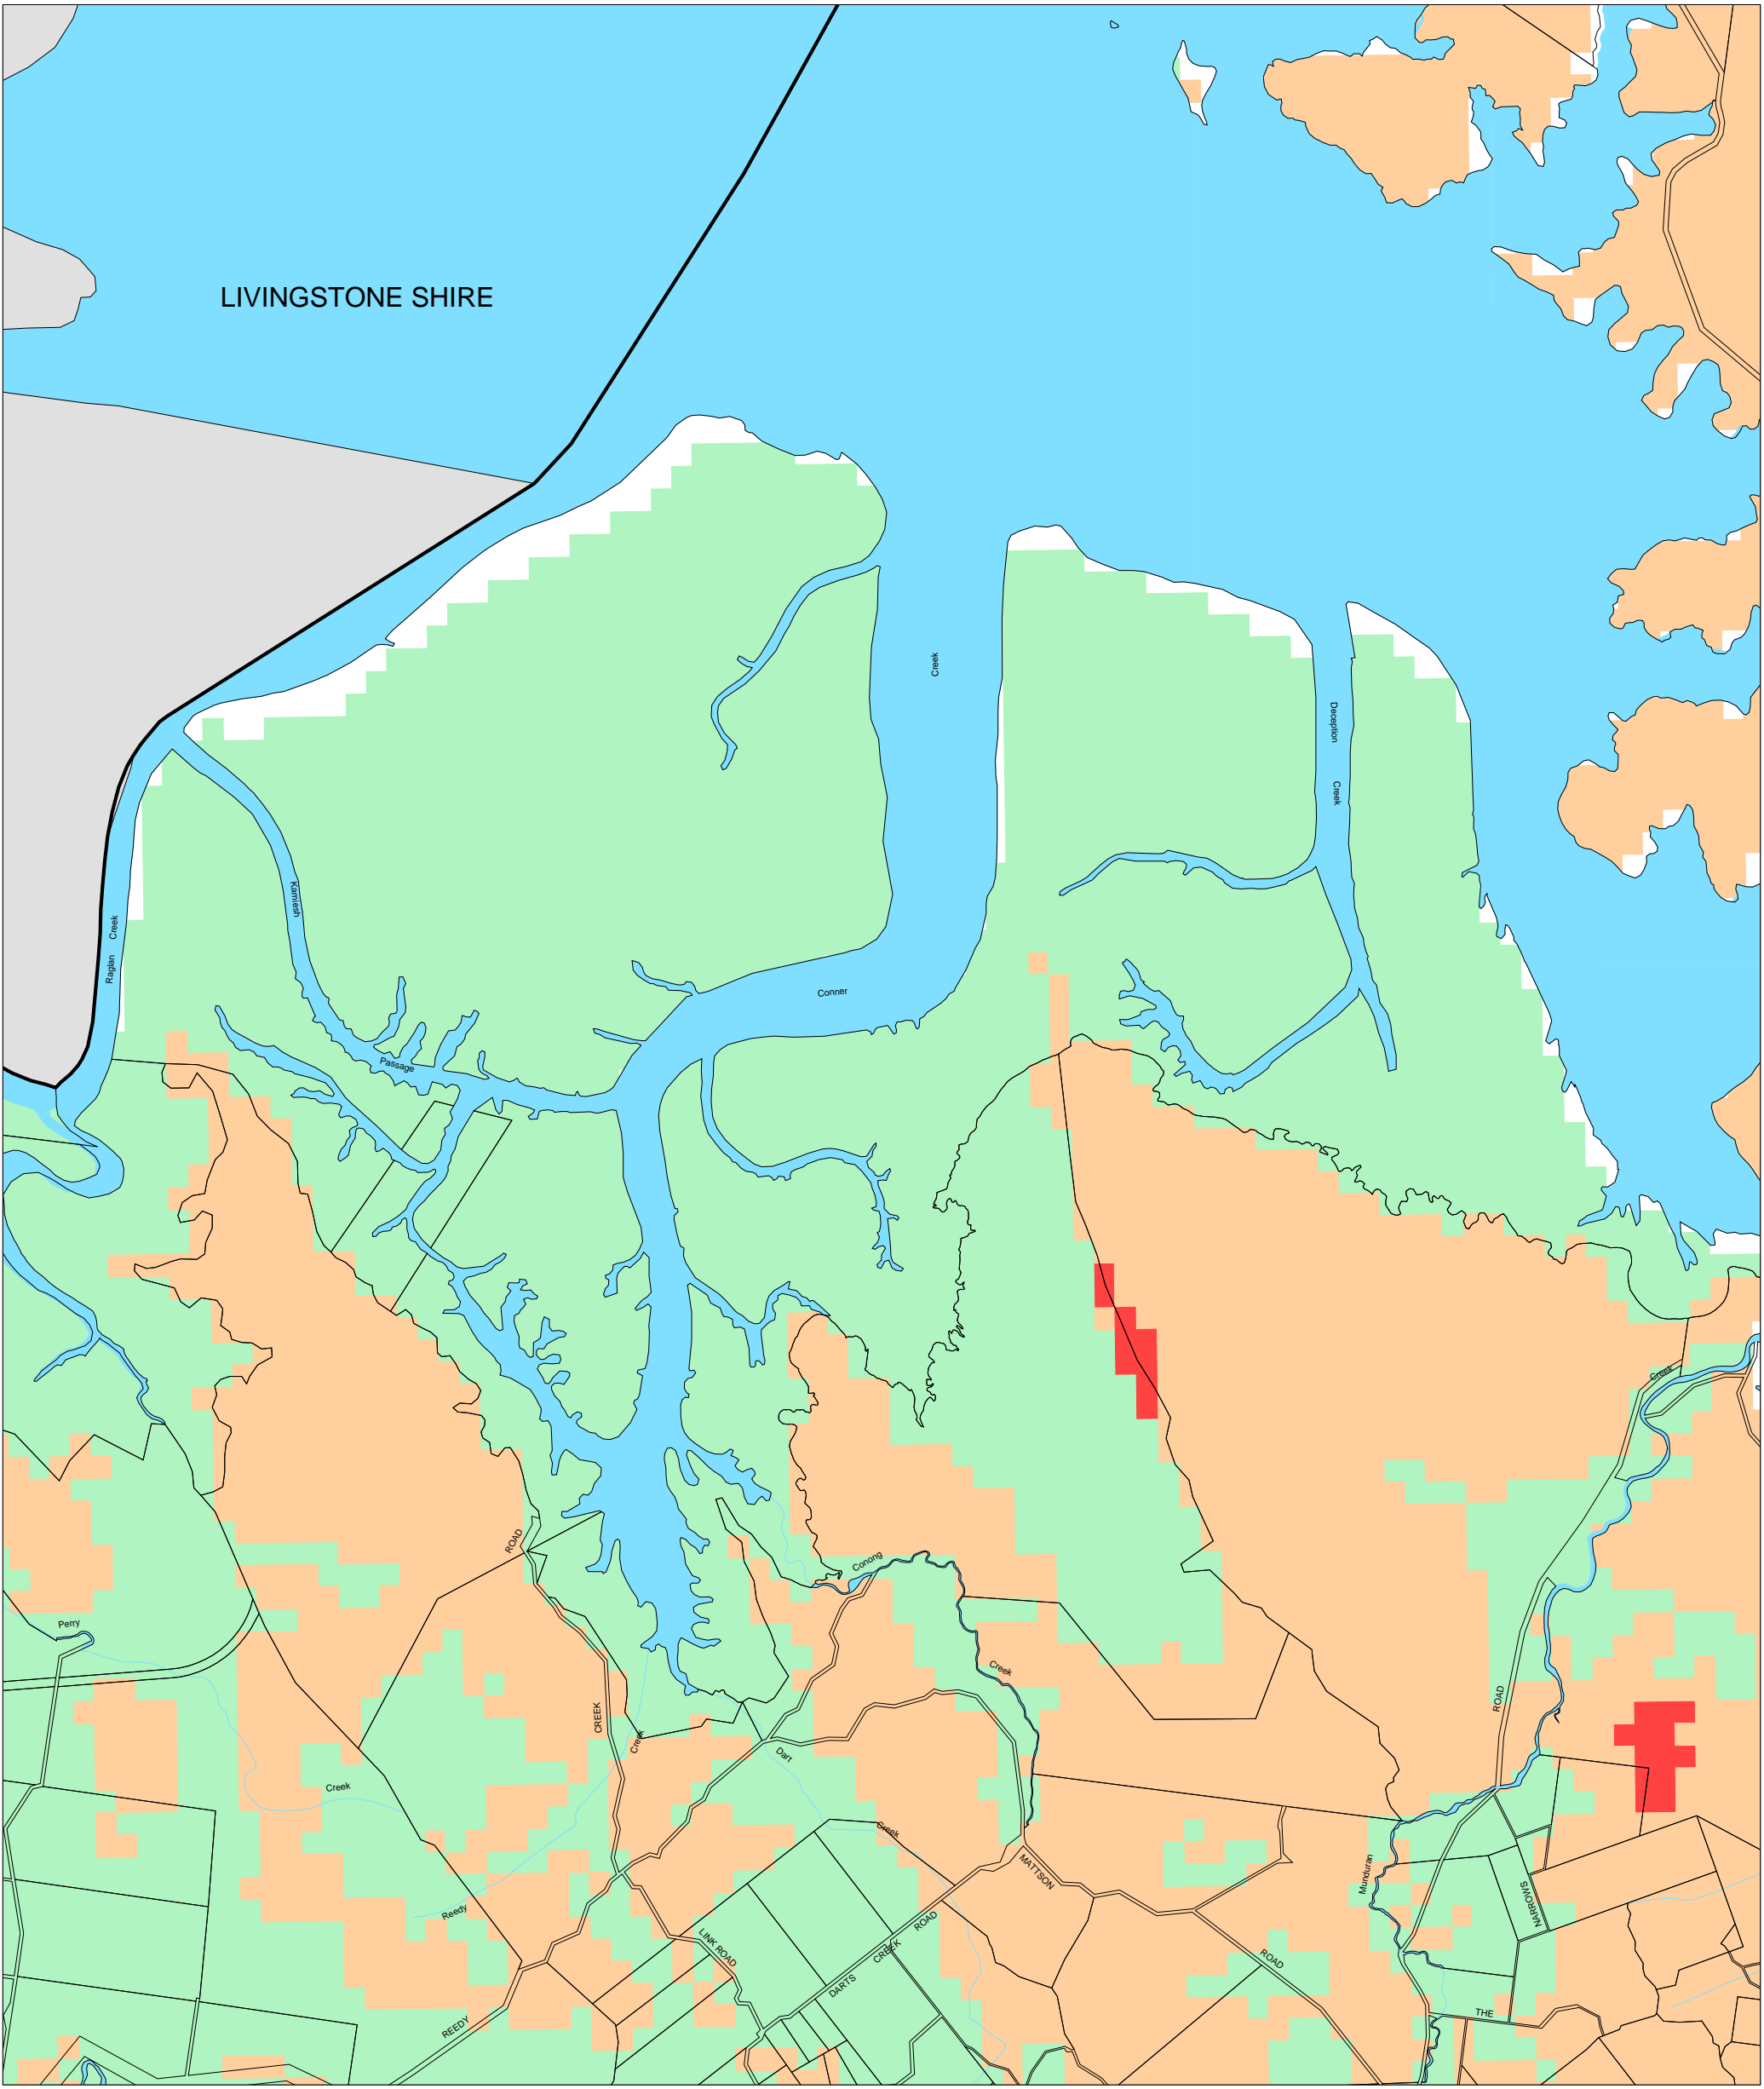 LIVINGSTONE SHIRE
Creek
Deception
Creek
Kamiesh
Raglan Creek
Conner
Passage
Creek
ROAD
Conong
Perry
Creek
ROAD
CREEK
Creek
Dart
Creek
Creek
MATTSON
Munduran
NARROWS
Reedy
LINK ROAD
ROAD
CREEK
DARTS
ROAD
THE
REEDY